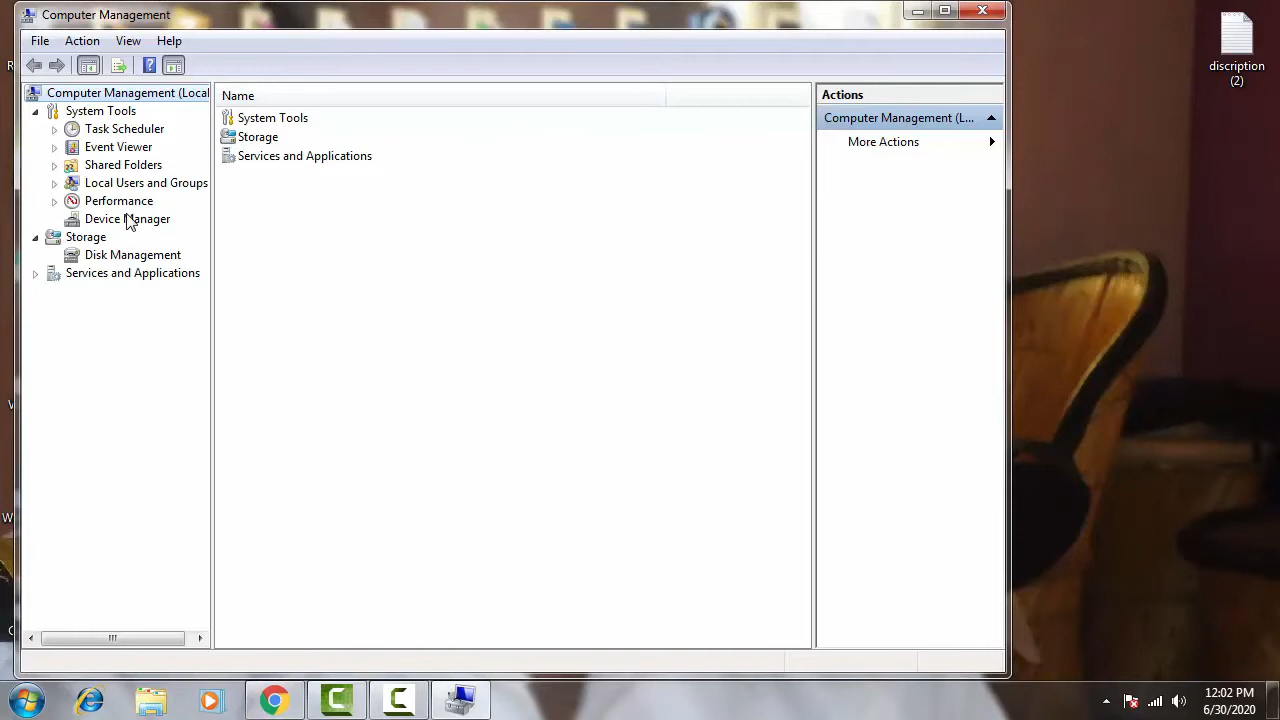 Computer Management
discription
(2)
File Action View Help
Computer Management (Local
System Tools
Task Scheduler
Event Viewer
Shared Folders
Local Users and Groups
Performance
Device Manager
Storage
Disk Management
Services and Applications
Name
System Tools
Storage
Services and Applications
Actions
Computer Management (L...
More Actions
12:02 PM
6/30/2020